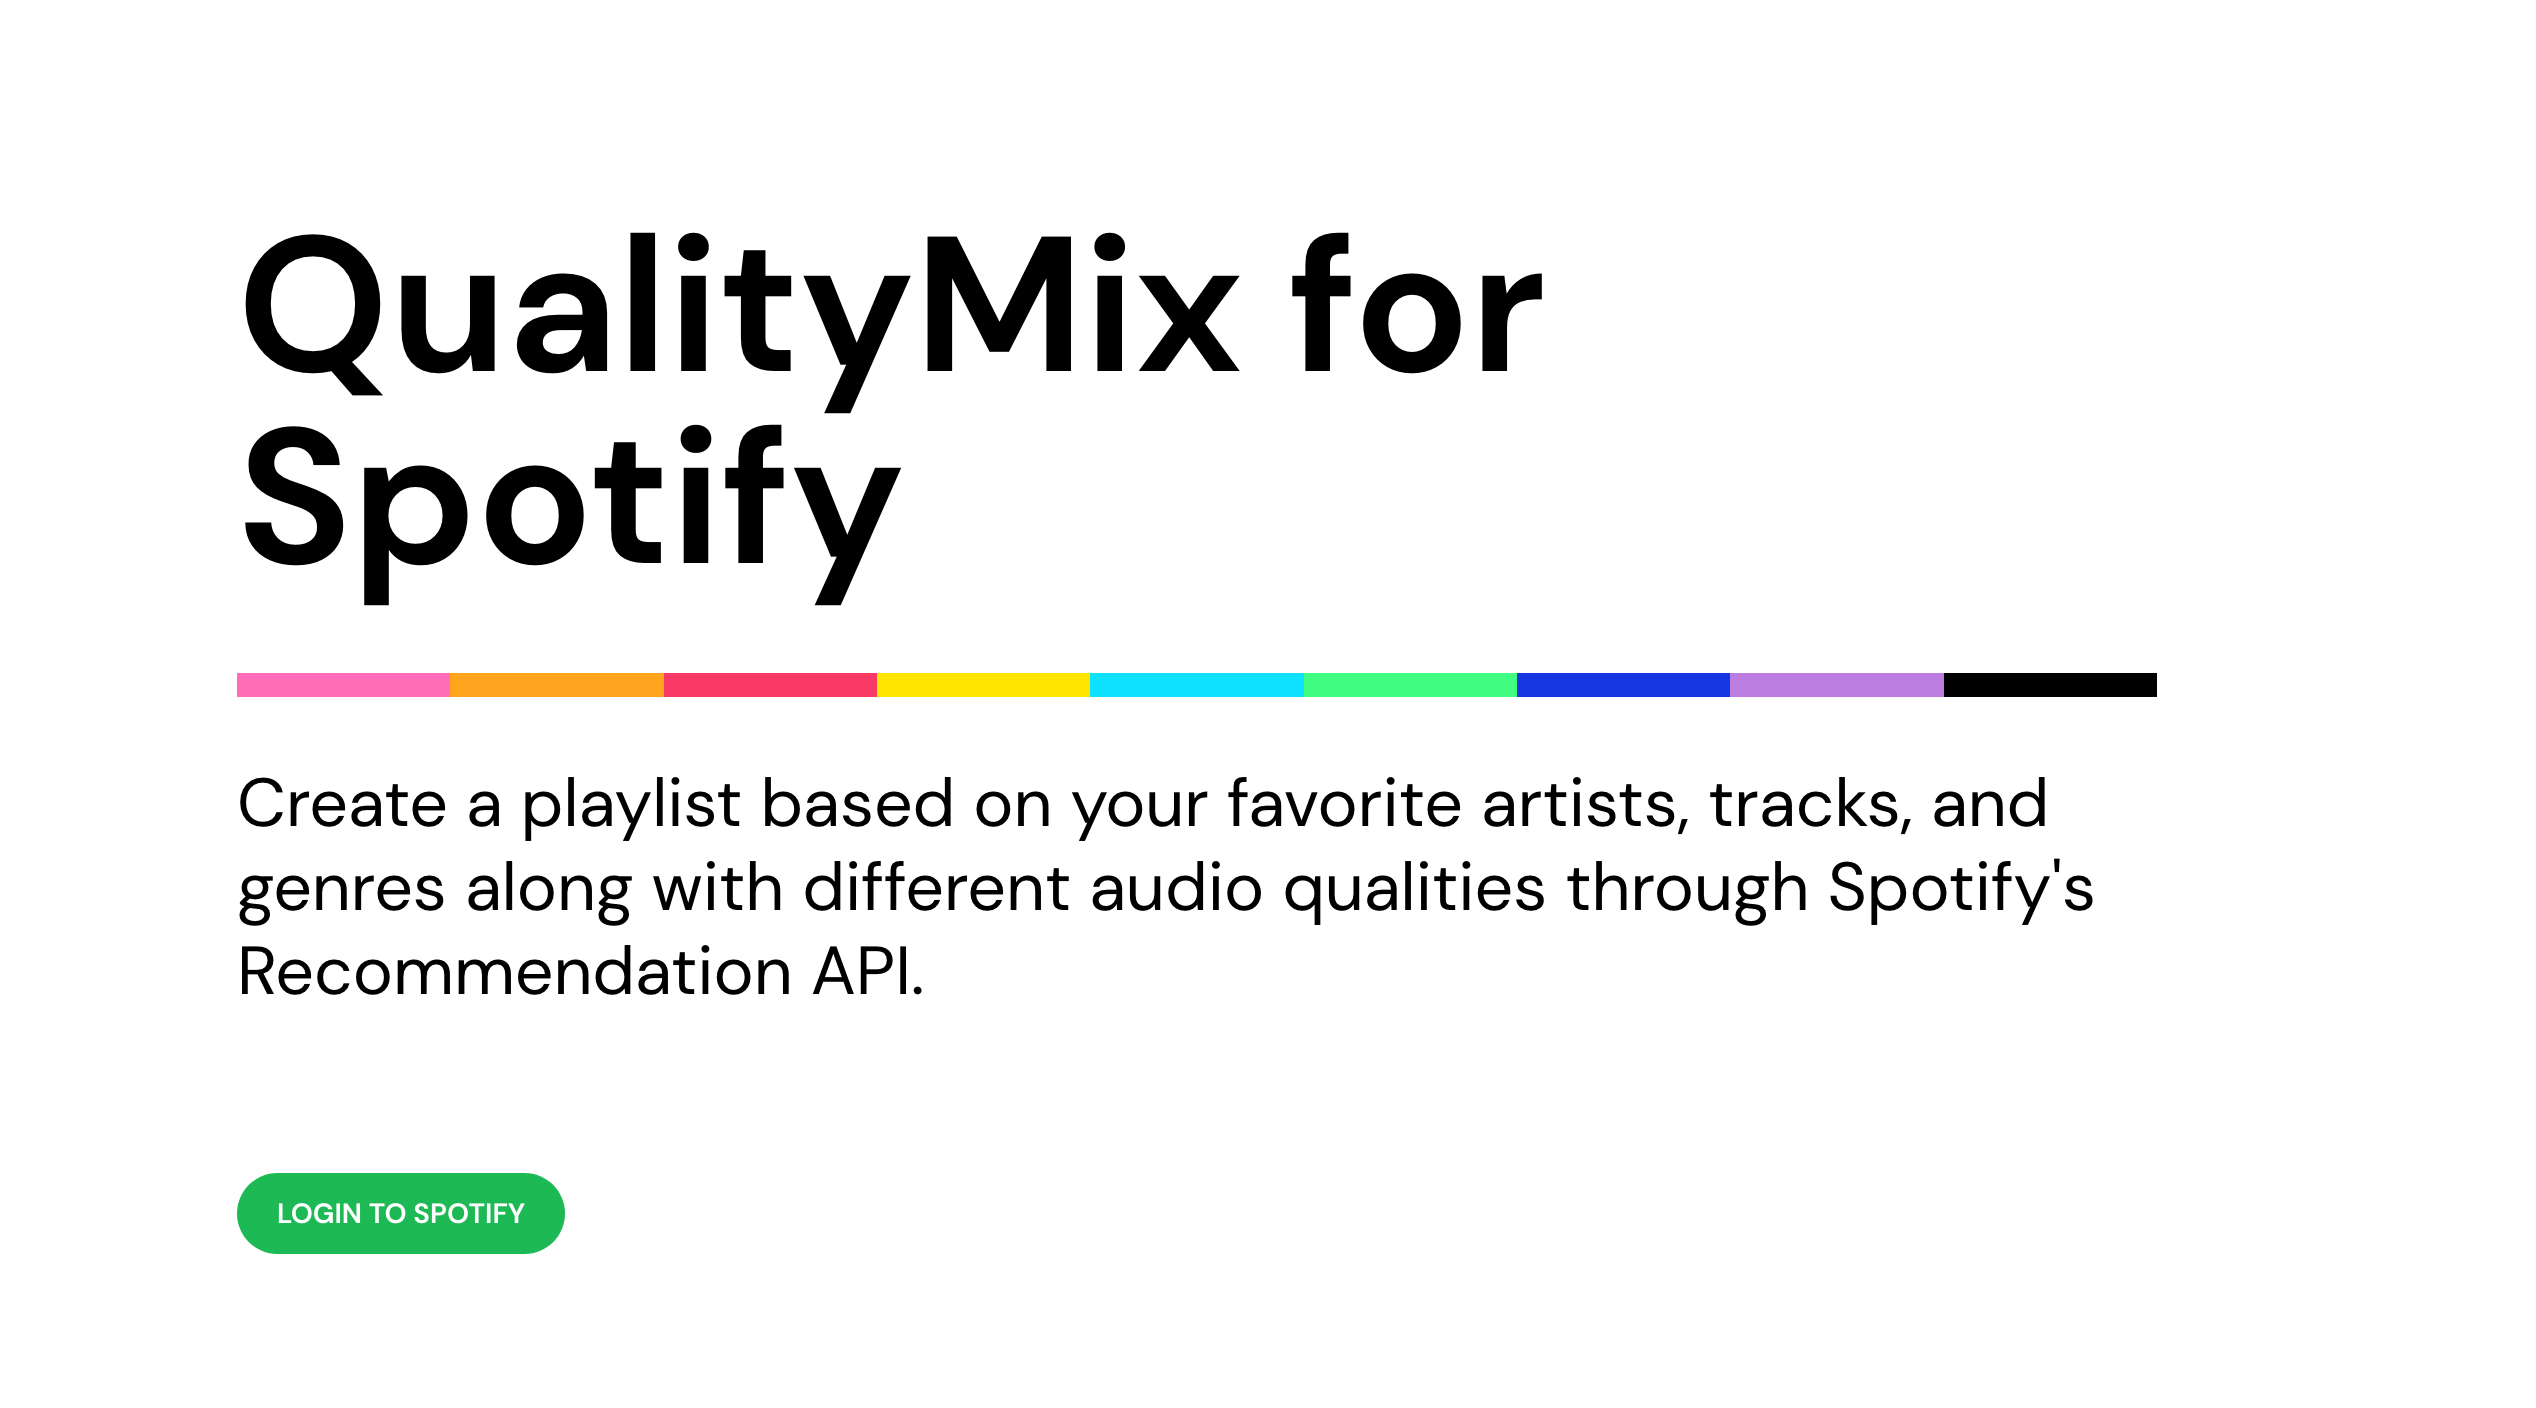 QualityMix for
Spotify
Create a playlist based on your favorite artists, tracks, and
genres along with different audio qualities through Spotify's
Recommendation API.
LOGIN TO SPOTIFY